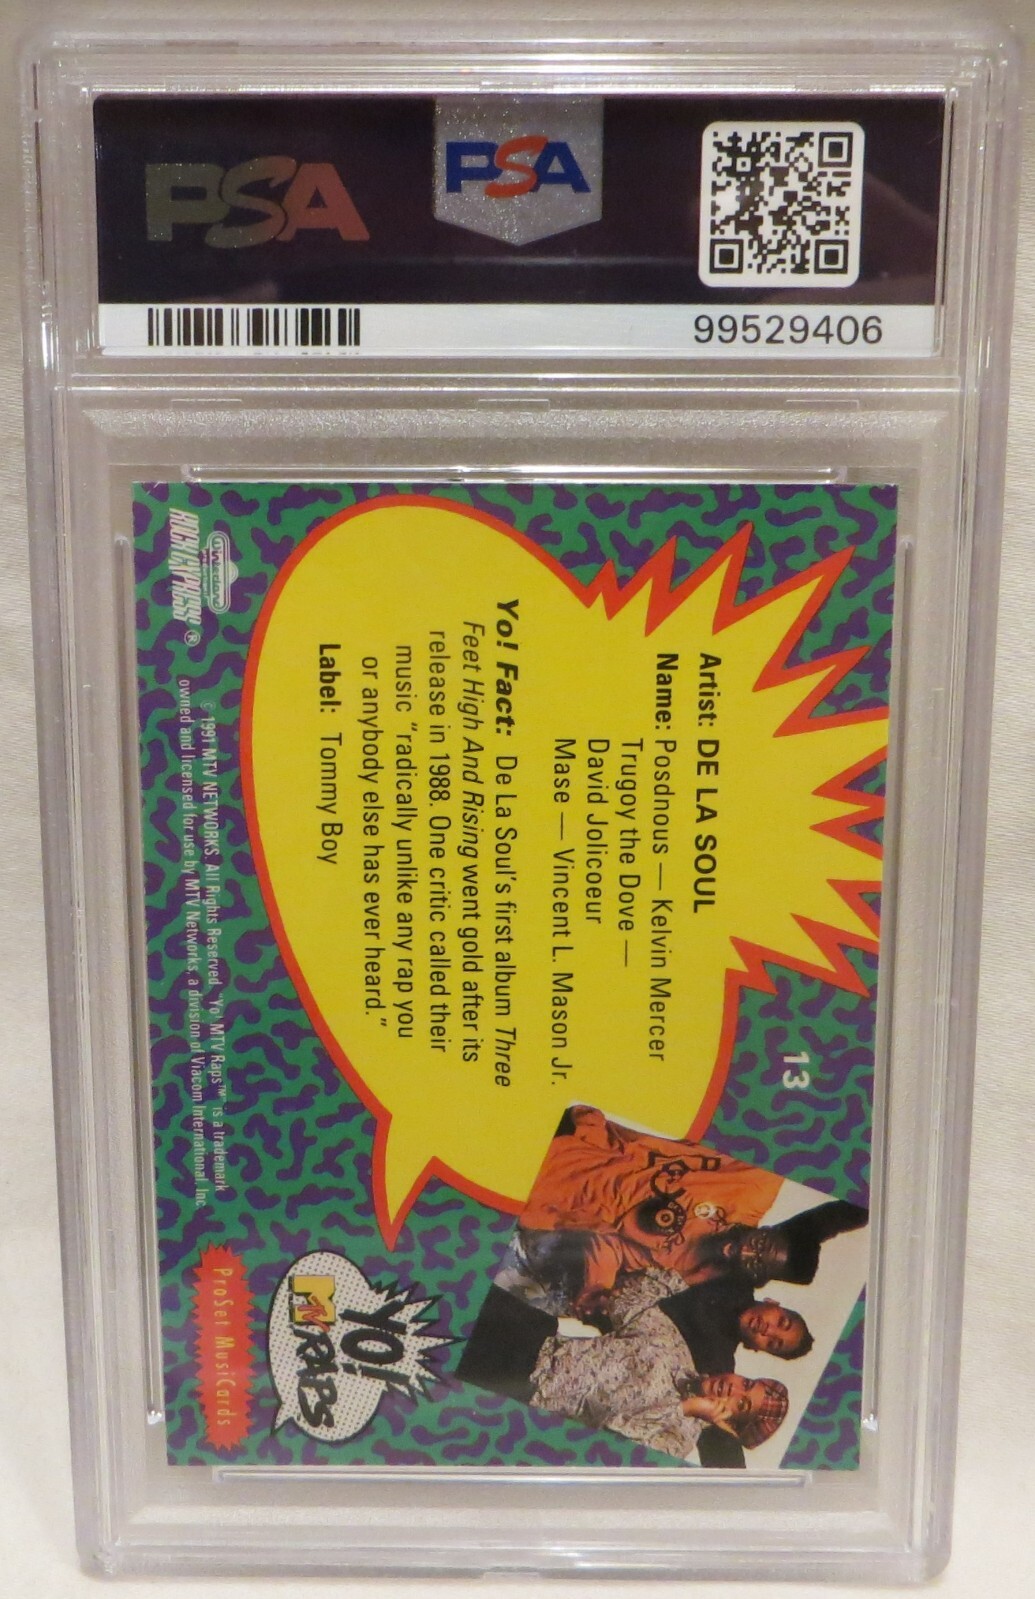 PSA
PSA
99529406
13
Artist: DE LA SOUL
Name: Posdnous — Kelvin Mercer
Trugoy the Dove —
David Jolicoeur
Mase — Vincent L. Mason Jr.
Yo! Fact: De La Soul's first album Three
Feet High And Rising went gold after its
release in 1988. One critic called their
music "radically unlike any rap you
or anybody else has ever heard."
Label: Tommy Boy
YO!
MTV
RAPS
ProSet MusiCards
ROCK EXPRESS ®
© 1991 MTV NETWORKS. All Rights Reserved. "Yo! MTV Raps™ is a trademark
owned and licensed for use by MTV Networks, a division of Viacom International, Inc